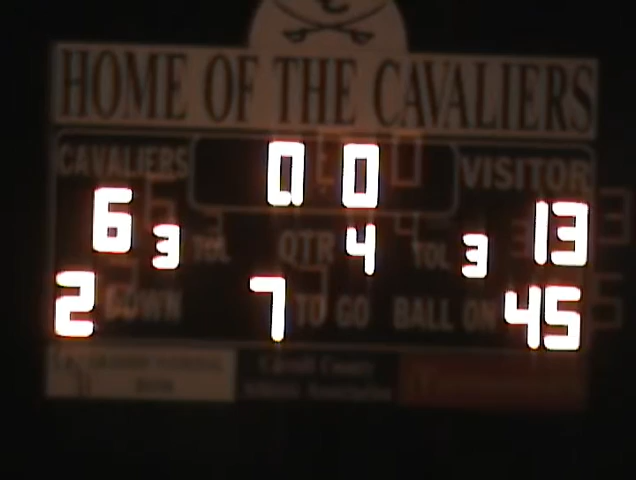 HOME OF THE CAVALIERS
CAVALIERS 0.0 VISITOR
6 3 TOL QTR 4 TOL 3 13
2 DOWN 7 TO GO BALL ON 45